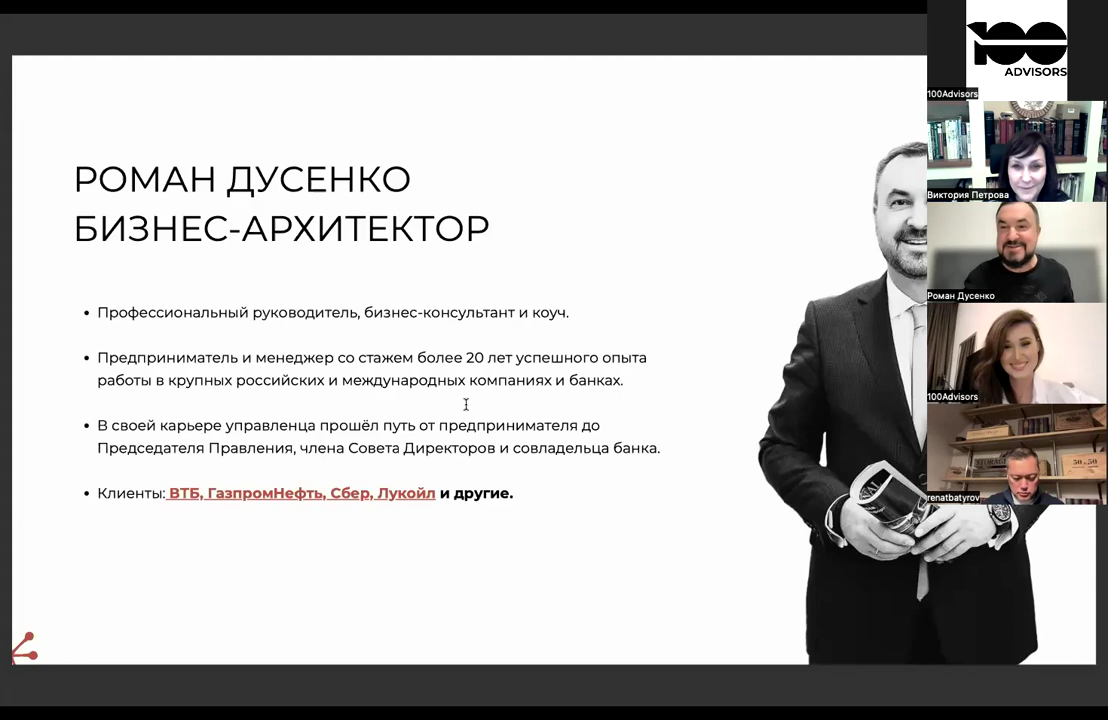 РОМАН ДУСЕНКО
БИЗНЕС-АРХИТЕКТОР
• Профессиональный руководитель, бизнес-консультант и коуч.
• Предприниматель и менеджер со стажем более 20 лет успешного опыта
работы в крупных российских и международных компаниях и банках.
• В своей карьере управленца прошёл путь от предпринимателя до
Председателя Правления, члена Совета Директоров и совладельца банка.
• Клиенты: ВТБ, ГазпромНефть, Сбер, Лукойл и другие.
100
ADVISORS
100Advisors
Виктория Петрова
Роман Дусенко
100Advisors
STORAGE
50x50
renatbatyrov